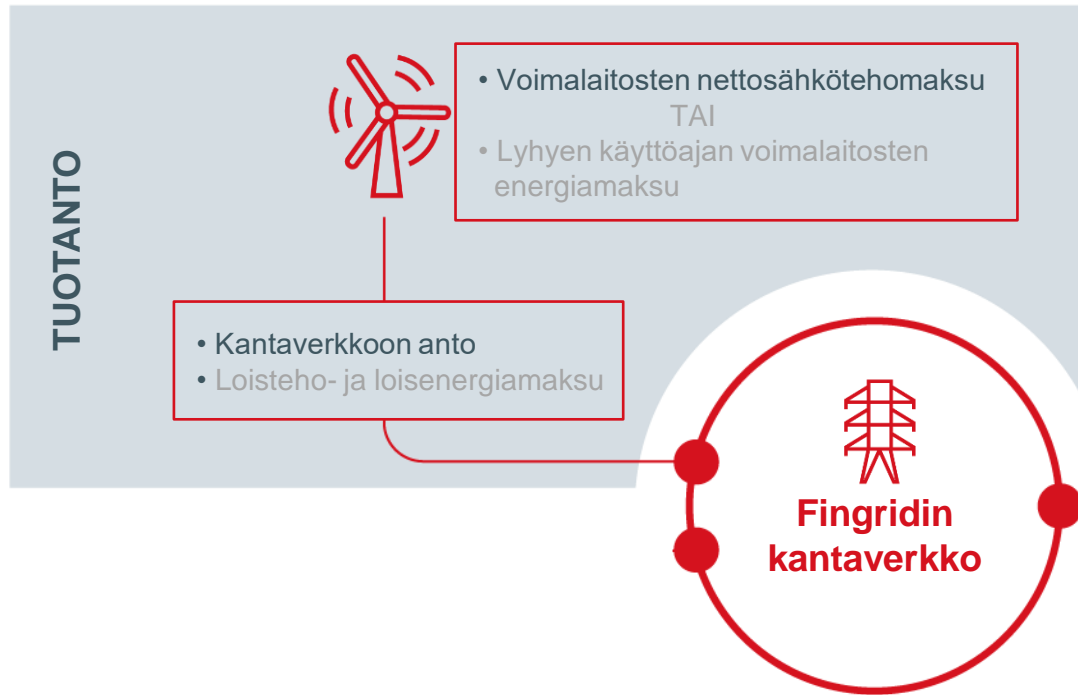 TUOTANTO
• Voimalaitosten nettosähkötehomaksu
TAI
• Lyhyen käyttöajan voimalaitosten
energiamaksu
• Kantaverkkoon anto
• Loisteho- ja loisenergiamaksu
Fingridin
kantaverkko